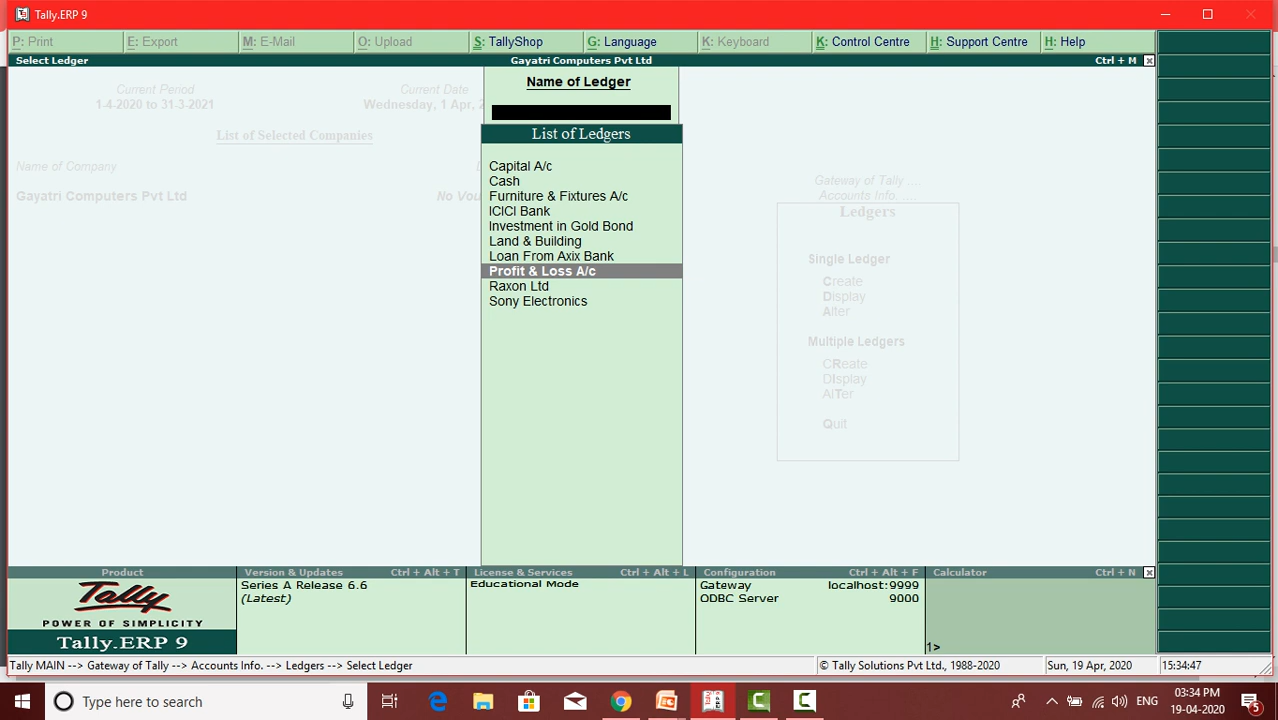 Tally.ERP 9
P: Print
E: Export
M: E-Mail
O: Upload
S: TallyShop
G: Language
K: Keyboard
K: Control Centre
H: Support Centre
H: Help
Select Ledger
Gayatri Computers Pvt Ltd
Ctrl + M
Current Period
1-4-2020 to 31-3-2021
Current Date
Wednesday, 1 Apr, 2
List of Selected Companies
Name of Company
Gayatri Computers Pvt Ltd
No Vou
Name of Ledger
List of Ledgers
Capital A/c
Cash
Furniture & Fixtures A/c
ICICI Bank
Investment in Gold Bond
Land & Building
Loan From Axix Bank
Profit & Loss A/c
Raxon Ltd
Sony Electronics
Gateway of Tally ....
Accounts Info. .....
Ledgers
Single Ledger
Create
Display
Alter
Multiple Ledgers
CReate
DIsplay
AlTer
Quit
Product
Tally
POWER OF SIMPLICITY
Tally.ERP 9
Version & Updates Ctrl + Alt + T
Series A Release 6.6
(Latest)
License & Services Ctrl + Alt + L
Educational Mode
Configuration Ctrl + Alt + F
Gateway localhost:9999
ODBC Server 9000
Calculator Ctrl + N
1>
Tally MAIN --> Gateway of Tally --> Accounts Info. --> Ledgers --> Select Ledger
© Tally Solutions Pvt Ltd., 1988-2020
Sun, 19 Apr, 2020
15:34:47
Type here to search
ENG
03:34 PM
19-04-2020
5